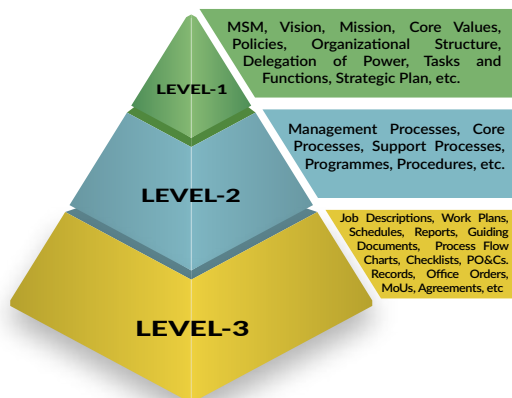 MSM, Vision, Mission, Core Values,
Policies, Organizational Structure,
Delegation of Power, Tasks and
Functions, Strategic Plan, etc.
LEVEL-1
Management Processes, Core
Processes, Support Processes,
Programmes, Procedures, etc.
LEVEL-2
Job Descriptions, Work Plans,
Schedules, Reports, Guiding
Documents, Process Flow
Charts, Checklists, PO&Cs.
Records, Office Orders,
MoUs, Agreements, etc
LEVEL-3